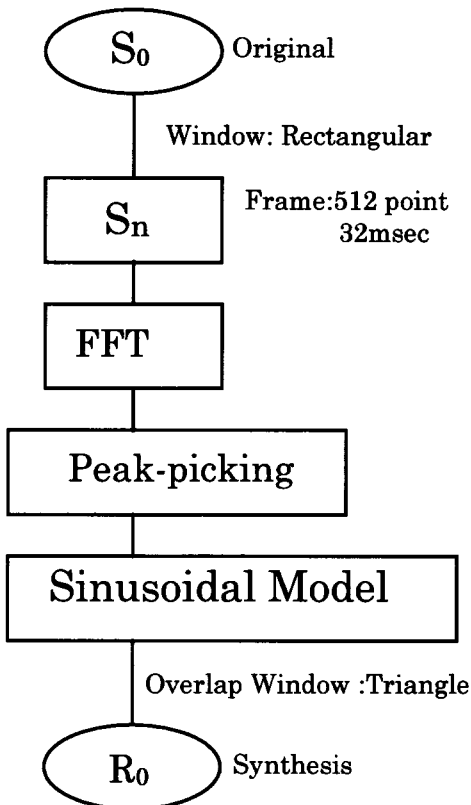 S0 Original
Window: Rectangular
Sn Frame:512 point
32msec
FFT
Peak-picking
Sinusoidal Model
Overlap Window :Triangle
R0 Synthesis